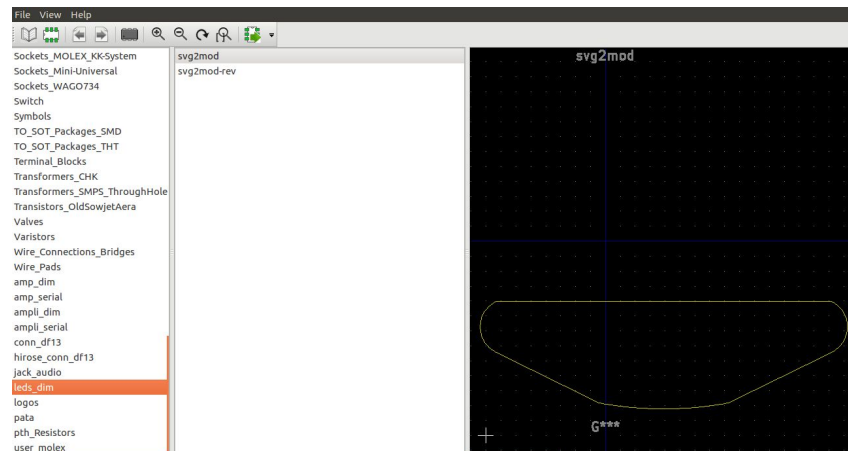 File View Help
Sockets_MOLEX_KK-System
Sockets_Mini-Universal
Sockets_WAGO734
Switch
Symbols
TO_SOT_Packages_SMD
TO_SOT_Packages_THT
Terminal_Blocks
Transformers_CHK
Transformers_SMPS_ThroughHole
Transistors_OldSowjetAera
Valves
Varistors
Wire_Connections_Bridges
Wire_Pads
amp_dim
amp_serial
ampli_dim
ampli_serial
conn_df13
hirose_conn_df13
jack_audio
leds_dim
logos
pata
pth_Resistors
user_molex
svg2mod
svg2mod-rev
svg2mod
G***